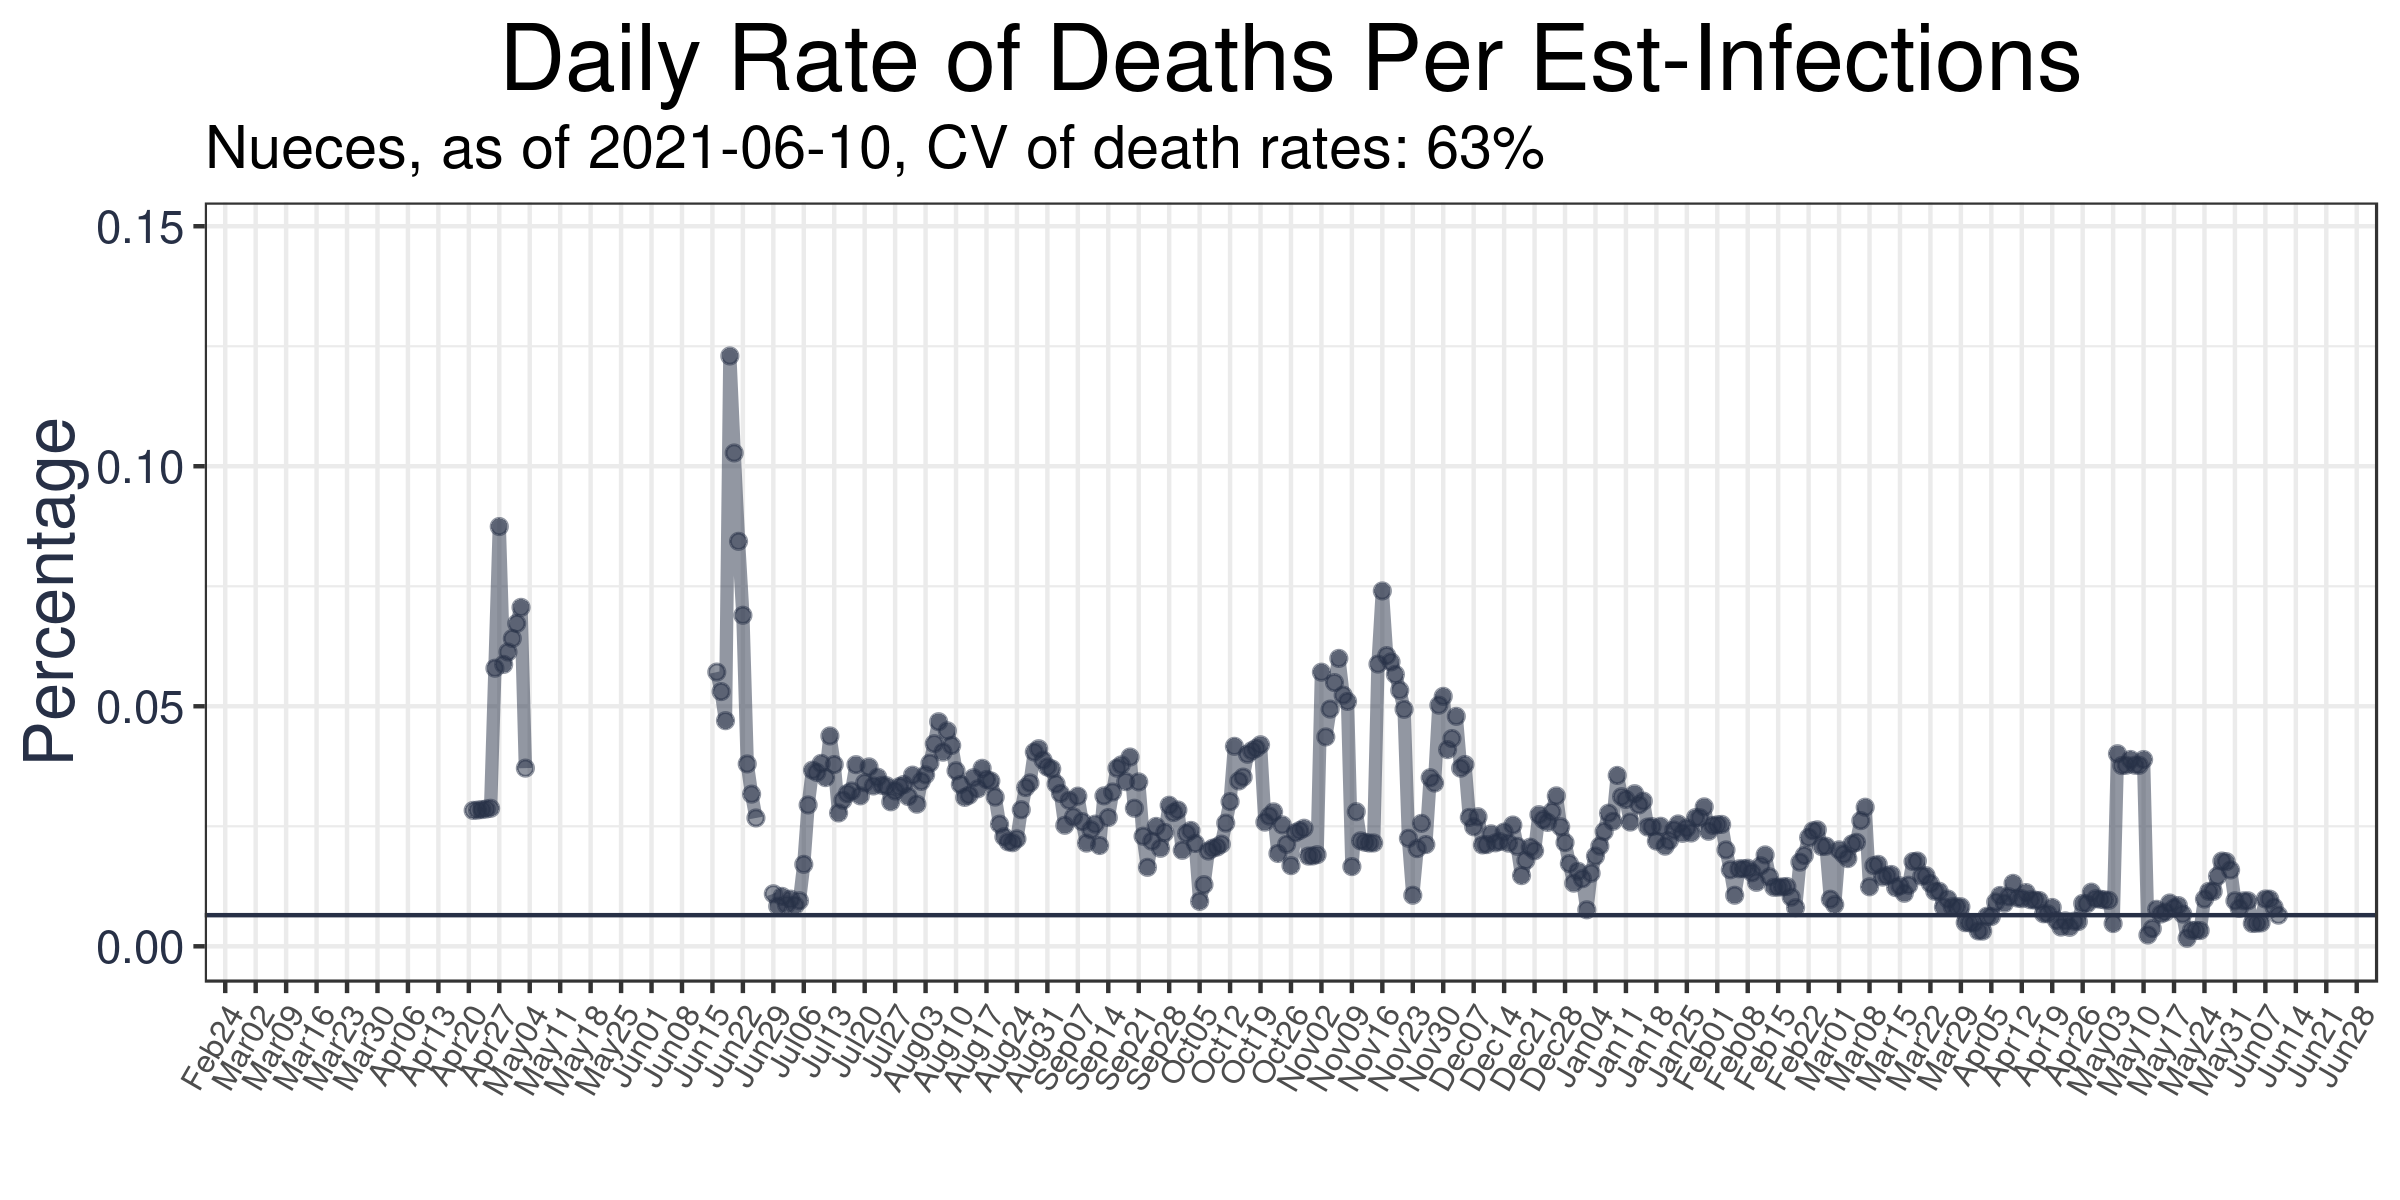 Daily Rate of Deaths Per Est-Infections
Nueces, as of 2021-06-10, CV of death rates: 63%
Percentage
0.15
0.10
0.05
0.00
Feb24
Mar02
Mar09
Mar16
Mar23
Mar30
Apr06
Apr13
Apr20
Apr27
May04
May11
May18
May25
Jun01
Jun08
Jun15
Jun22
Jun29
Jul06
Jul13
Jul20
Jul27
Aug03
Aug10
Aug17
Aug24
Aug31
Sep07
Sep14
Sep21
Sep28
Oct05
Oct12
Oct19
Oct26
Nov02
Nov09
Nov16
Nov23
Nov30
Dec07
Dec14
Dec21
Dec28
Jan04
Jan11
Jan18
Jan25
Feb01
Feb08
Feb15
Feb22
Mar01
Mar08
Mar15
Mar22
Mar29
Apr05
Apr12
Apr19
Apr26
May03
May10
May17
May24
May31
Jun07
Jun14
Jun21
Jun28